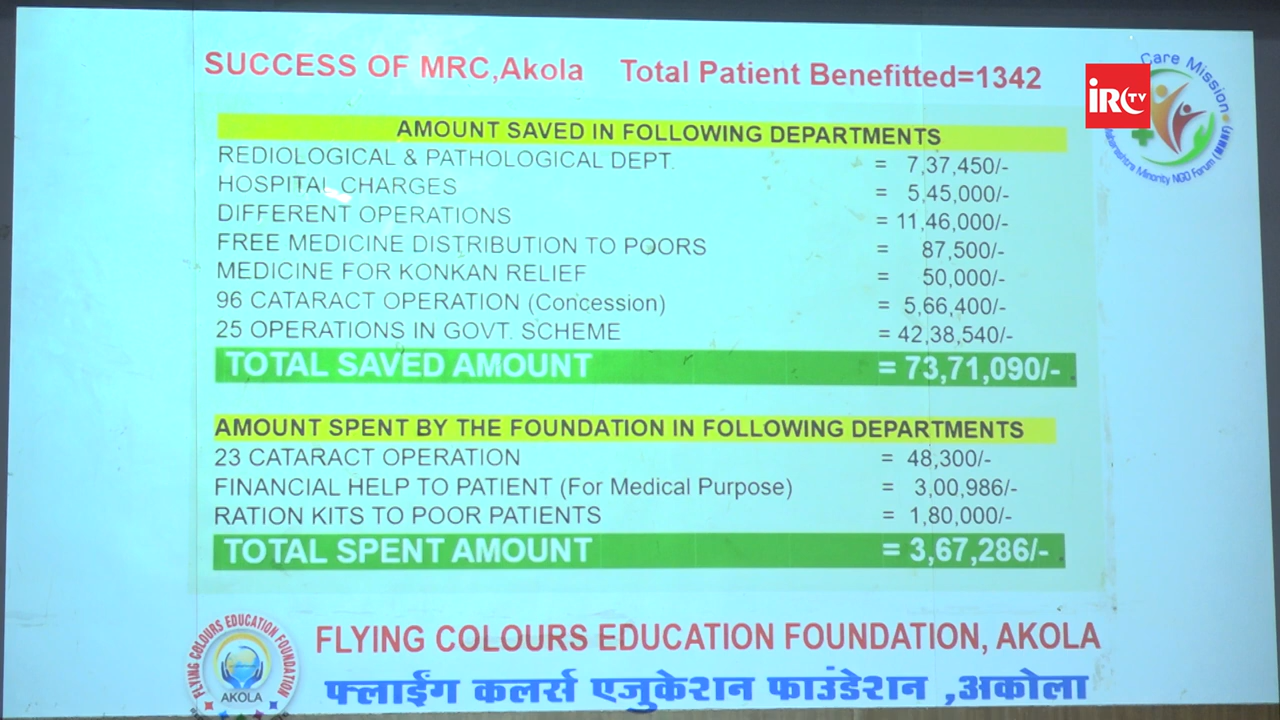 SUCCESS OF MRC,Akola Total Patient Benefitted=1342
Care Mission
iRC TV
Maharashtra Minority NGO Forum (MMNF)
AMOUNT SAVED IN FOLLOWING DEPARTMENTS
REDIOLOGICAL & PATHOLOGICAL DEPT. = 7,37,450/-
HOSPITAL CHARGES = 5,45,000/-
DIFFERENT OPERATIONS = 11,46,000/-
FREE MEDICINE DISTRIBUTION TO POORS = 87,500/-
MEDICINE FOR KONKAN RELIEF = 50,000/-
96 CATARACT OPERATION (Concession) = 5,66,400/-
25 OPERATIONS IN GOVT. SCHEME = 42,38,540/-
TOTAL SAVED AMOUNT = 73,71,090/-
AMOUNT SPENT BY THE FOUNDATION IN FOLLOWING DEPARTMENTS
23 CATARACT OPERATION = 48,300/-
FINANCIAL HELP TO PATIENT (For Medical Purpose) = 3,00,986/-
RATION KITS TO POOR PATIENTS = 1,80,000/-
TOTAL SPENT AMOUNT = 3,67,286/-
FLYING COLOURS EDUCATION FOUNDATION
AKOLA
FLYING COLOURS EDUCATION FOUNDATION, AKOLA
फ्लाईंग कलर्स एजुकेशन फाउंडेशन ,अकोला